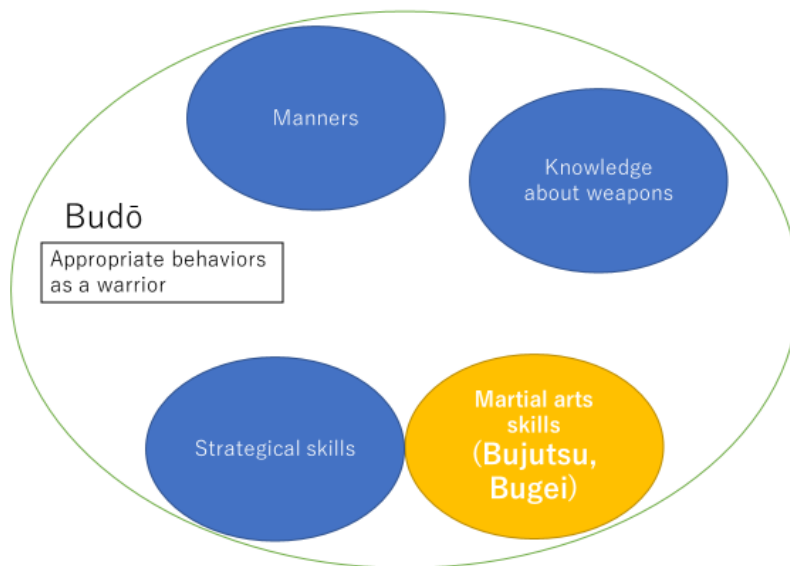 Manners
Knowledge
about weapons
Budō
Appropriate behaviors
as a warrior
Strategical skills
Martial arts
skills
(Bujutsu,
Bugei)